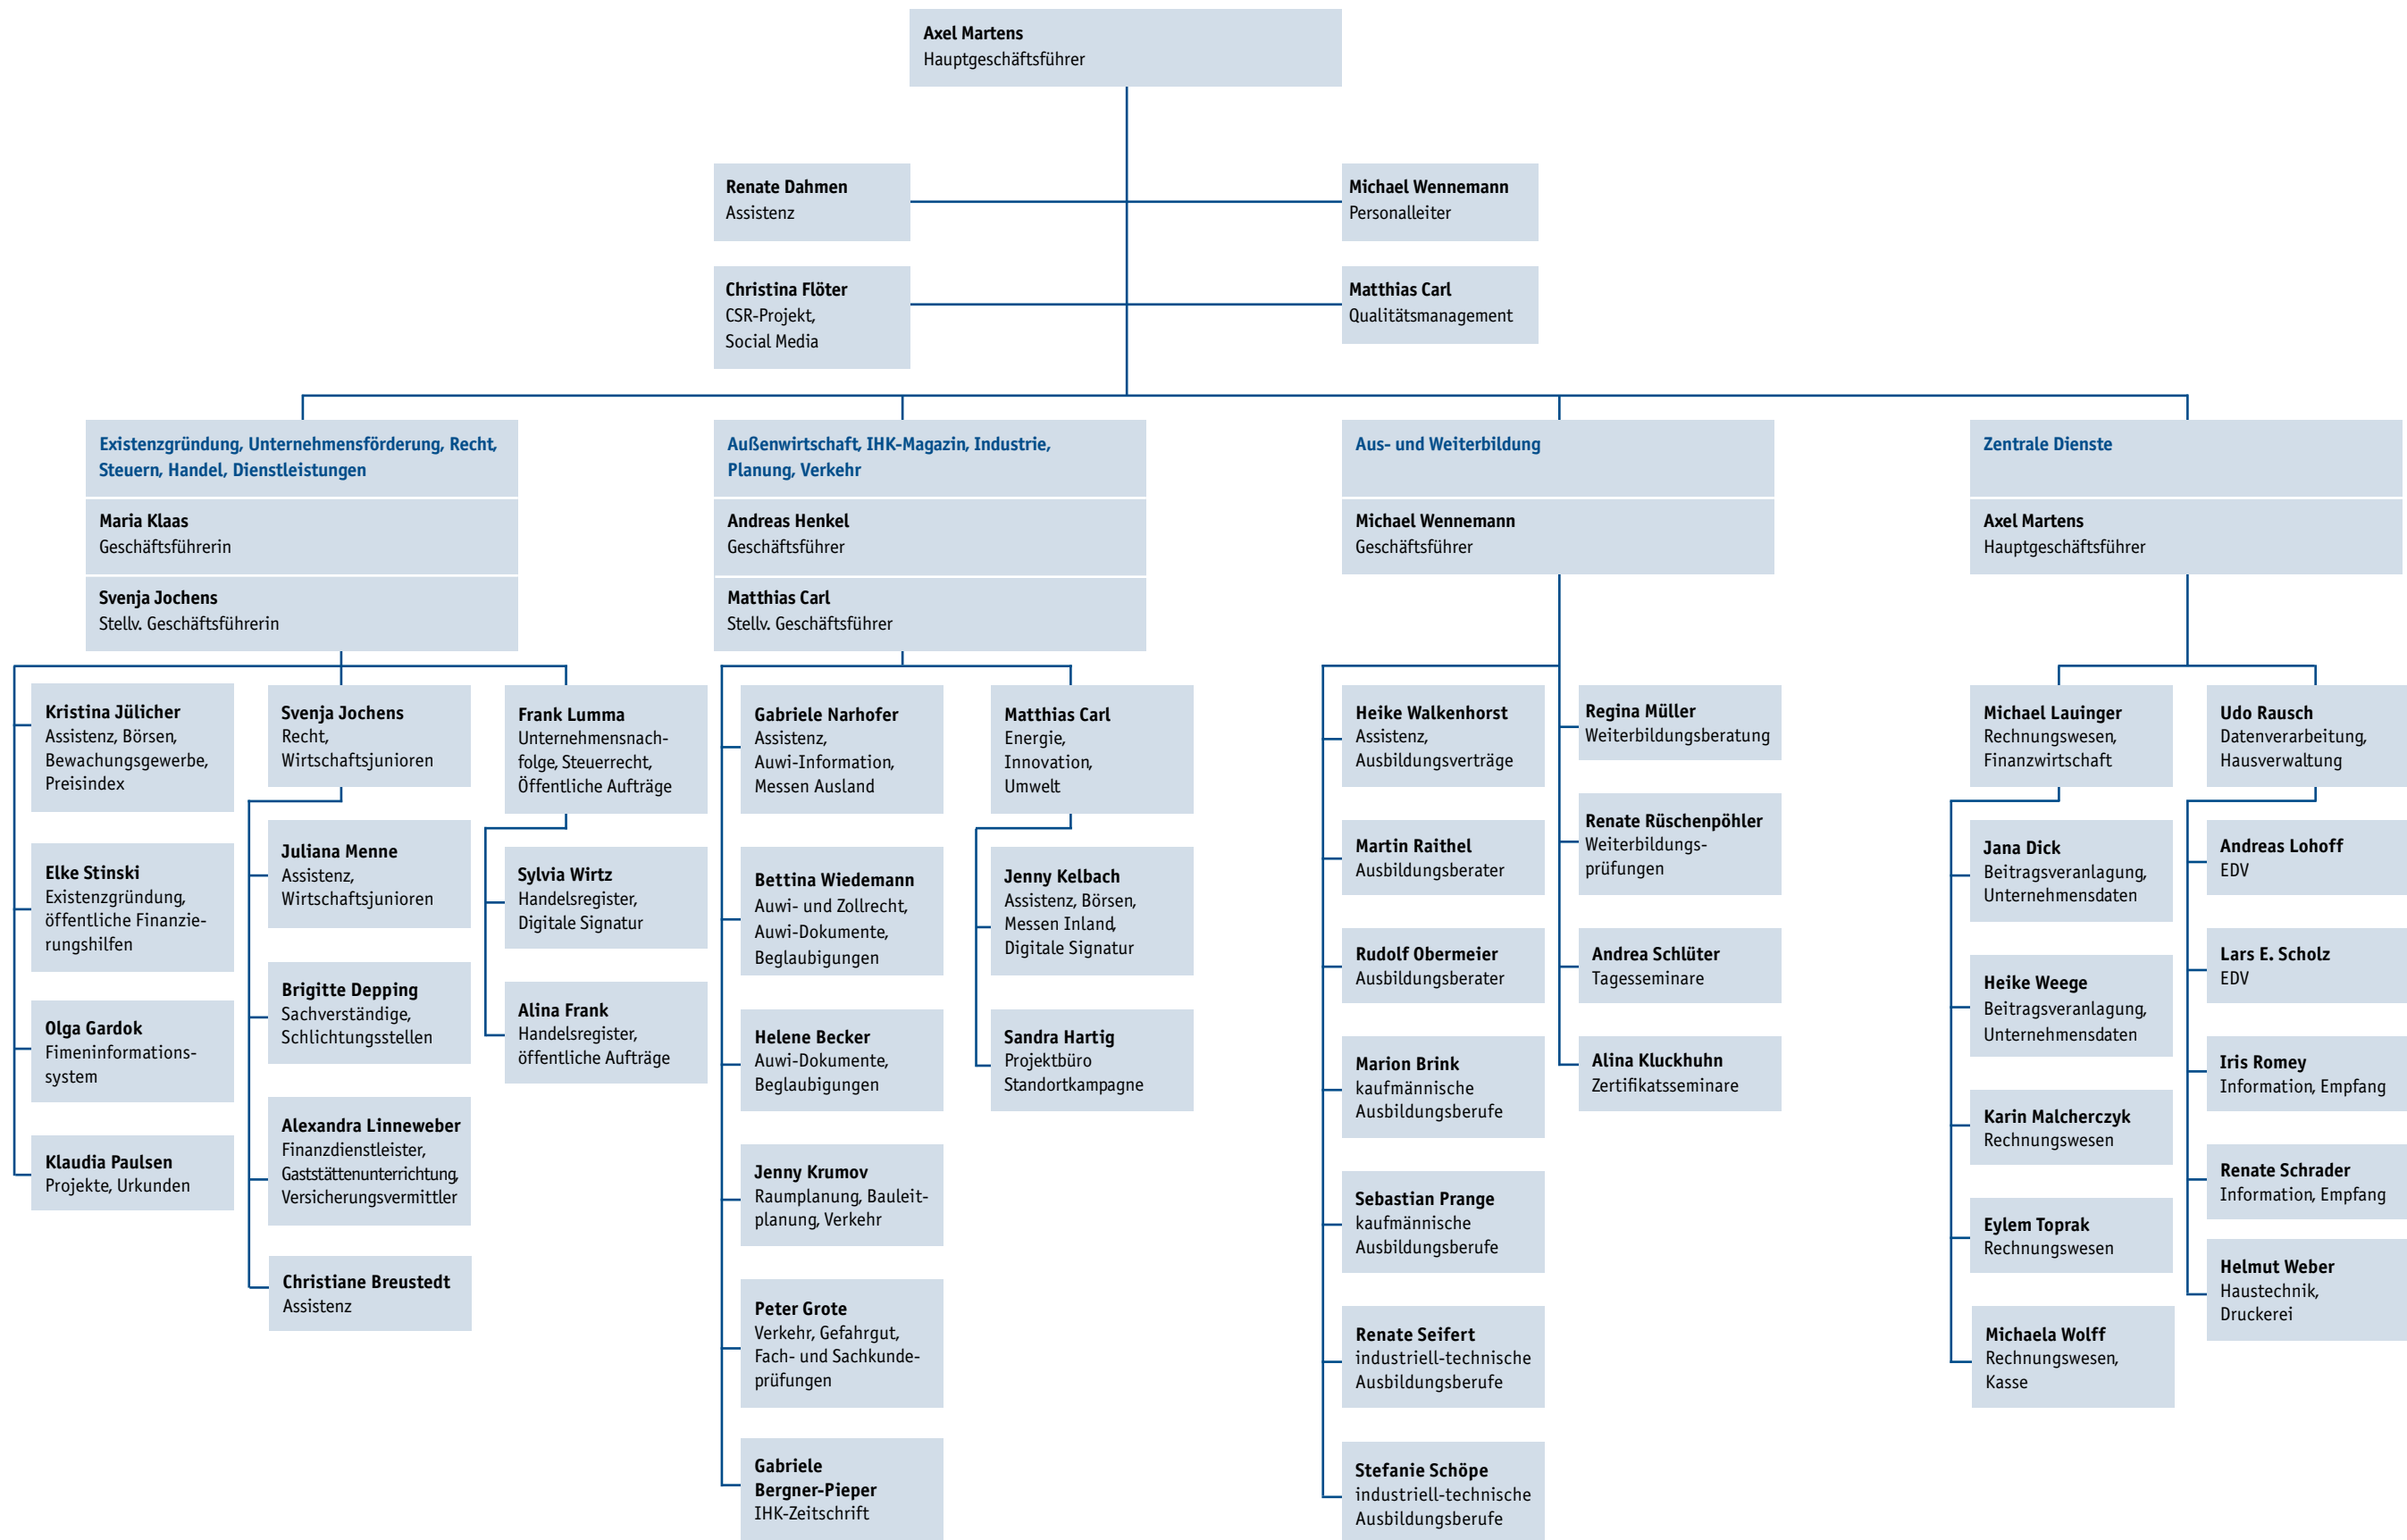 Axel Martens
Hauptgeschäftsführer
Renate Dahmen
Assistenz
Michael Wennemann
Personalleiter
Christina Flöter
CSR-Projekt,
Social Media
Matthias Carl
Qualitätsmanagement
Existenzgründung, Unternehmensförderung, Recht,
Steuern, Handel, Dienstleistungen
Maria Klaas
Geschäftsführerin
Svenja Jochens
Stellv. Geschäftsführerin
Kristina Jülicher
Assistenz, Börsen,
Bewachungsgewerbe,
Preisindex
Elke Stinski
Existenzgründung,
öffentliche Finanzie-
rungshilfen
Olga Gardok
Fimeninformations-
system
Klaudia Paulsen
Projekte, Urkunden
Svenja Jochens
Recht,
Wirtschaftsjunioren
Juliana Menne
Assistenz,
Wirtschaftsjunioren
Brigitte Depping
Sachverständige,
Schlichtungsstellen
Alexandra Linneweber
Finanzdienstleister,
Gaststättenunterrichtung,
Versicherungsvermittler
Christiane Breustedt
Assistenz
Frank Lumma
Unternehmensnach-
folge, Steuerrecht,
Öffentliche Aufträge
Sylvia Wirtz
Handelsregister,
Digitale Signatur
Alina Frank
Handelsregister,
öffentliche Aufträge
Außenwirtschaft, IHK-Magazin, Industrie,
Planung, Verkehr
Andreas Henkel
Geschäftsführer
Matthias Carl
Stellv. Geschäftsführer
Gabriele Narhofer
Assistenz,
Auwi-Information,
Messen Ausland
Bettina Wiedemann
Auwi- und Zollrecht,
Auwi-Dokumente,
Beglaubigungen
Helene Becker
Auwi-Dokumente,
Beglaubigungen
Jenny Krumov
Raumplanung, Bauleit-
planung, Verkehr
Peter Grote
Verkehr, Gefahrgut,
Fach- und Sachkunde-
prüfungen
Gabriele
Bergner-Pieper
IHK-Zeitschrift
Matthias Carl
Energie,
Innovation,
Umwelt
Jenny Kelbach
Assistenz, Börsen,
Messen Inland,
Digitale Signatur
Sandra Hartig
Projektbüro
Standortkampagne
Aus- und Weiterbildung
Michael Wennemann
Geschäftsführer
Heike Walkenhorst
Assistenz,
Ausbildungsverträge
Martin Raithel
Ausbildungsberater
Rudolf Obermeier
Ausbildungsberater
Marion Brink
kaufmännische
Ausbildungsberufe
Sebastian Prange
kaufmännische
Ausbildungsberufe
Renate Seifert
industriell-technische
Ausbildungsberufe
Stefanie Schöpe
industriell-technische
Ausbildungsberufe
Regina Müller
Weiterbildungsberatung
Renate Rüschenpöhler
Weiterbildungs-
prüfungen
Andrea Schlüter
Tagesseminare
Alina Kluckhuhn
Zertifikatsseminare
Zentrale Dienste
Axel Martens
Hauptgeschäftsführer
Michael Lauinger
Rechnungswesen,
Finanzwirtschaft
Jana Dick
Beitragsveranlagung,
Unternehmensdaten
Heike Weege
Beitragsveranlagung,
Unternehmensdaten
Karin Malcherczyk
Rechnungswesen
Eylem Toprak
Rechnungswesen
Michaela Wolff
Rechnungswesen,
Kasse
Udo Rausch
Datenverarbeitung,
Hausverwaltung
Andreas Lohoff
EDV
Lars E. Scholz
EDV
Iris Romey
Information, Empfang
Renate Schrader
Information, Empfang
Helmut Weber
Haustechnik,
Druckerei